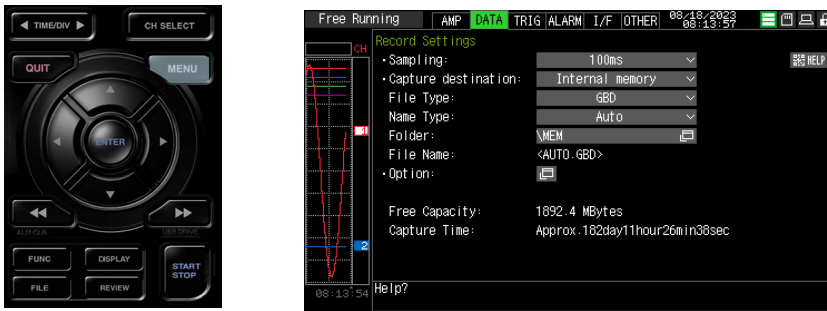 TIME/DIV
CH SELECT
QUIT
MENU
ENTER
ALM CLR
USB DRIVE
FUNC
DISPLAY
START
STOP
FILE
REVIEW
Free Running
AMP
DATA
TRIG
ALARM
I/F
OTHER
08/18/2023
08:13:57
CH
Record Settings
•Sampling: 100ms
HELP
•Capture destination: Internal memory
File Type: GBD
Name Type: Auto
1
Folder: \MEM
File Name: <AUTO.GBD>
•Option:
Free Capacity: 1892.4 MBytes
Capture Time: Approx.182day11hour26min38sec
2
08:13:54
Help?